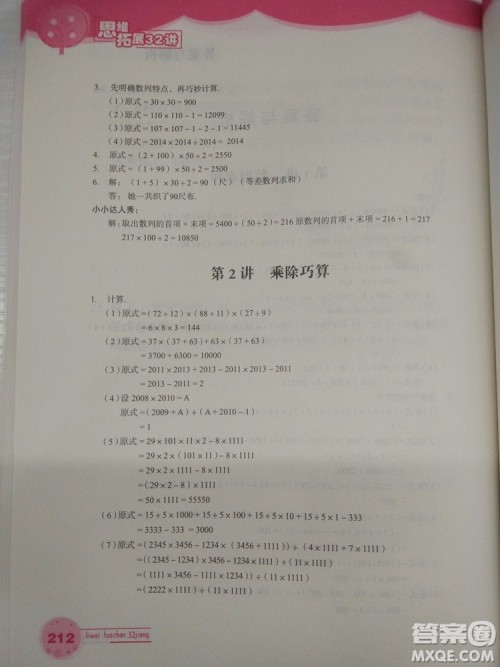 思维
拓展32讲
3. 先明确数列特点，再巧妙计算.
(1)原式=30×30=900
(2)原式=110×110-1=12099
(3)原式=107×107-1-2-1=11445
(4)原式=2014×2014÷2014=2014
4. 原式=(2+100)×50÷2=2550
5. 原式=(1+99)×50÷2=2500
6. 解：(1+5)×30÷2=90(尺)(等差数列求和)
答：她一共织了90尺布.
小小达人秀：
解：取出数列的首项+末项=5400÷(50÷2)=216 原数列的首项+末项=216+1=217
217×100÷2=10850
第2讲 乘除巧算
1. 计算.
(1)原式=(72÷12)×(88÷11)×(27÷9)
=6×8×3=144
(2)原式=37×(37+63)+63×(37+63)
=3700+6300=10000
(3)原式=2011×2013+2013-2011×2013-2011
=2013-2011=2
(4)设2008×2010=A
原式=(2009+A)÷(2009+A)
=1
(5)原式=29×101×11×2-8×1111
=29×2×(101×11)-8×1111
=29×2×1111-8×1111
=(29×2-8)×1111
=50×1111=55550
(6)原式=15÷5×1000+15÷5×100+15÷5×10+15÷5×1-333
=3333-333=3000
(7)原式=(2345×3456-1234×(3456+1111))÷(4×1111+7×1111)
=((2345-1234)×3456-1234×1111)÷(11×1111)
=(1111×3456-1234×1111)÷(11×1111)
=(2222×1111)÷(11×1111)
212
siwei tuozhan 32jiang
答案圈
MXQE.COM